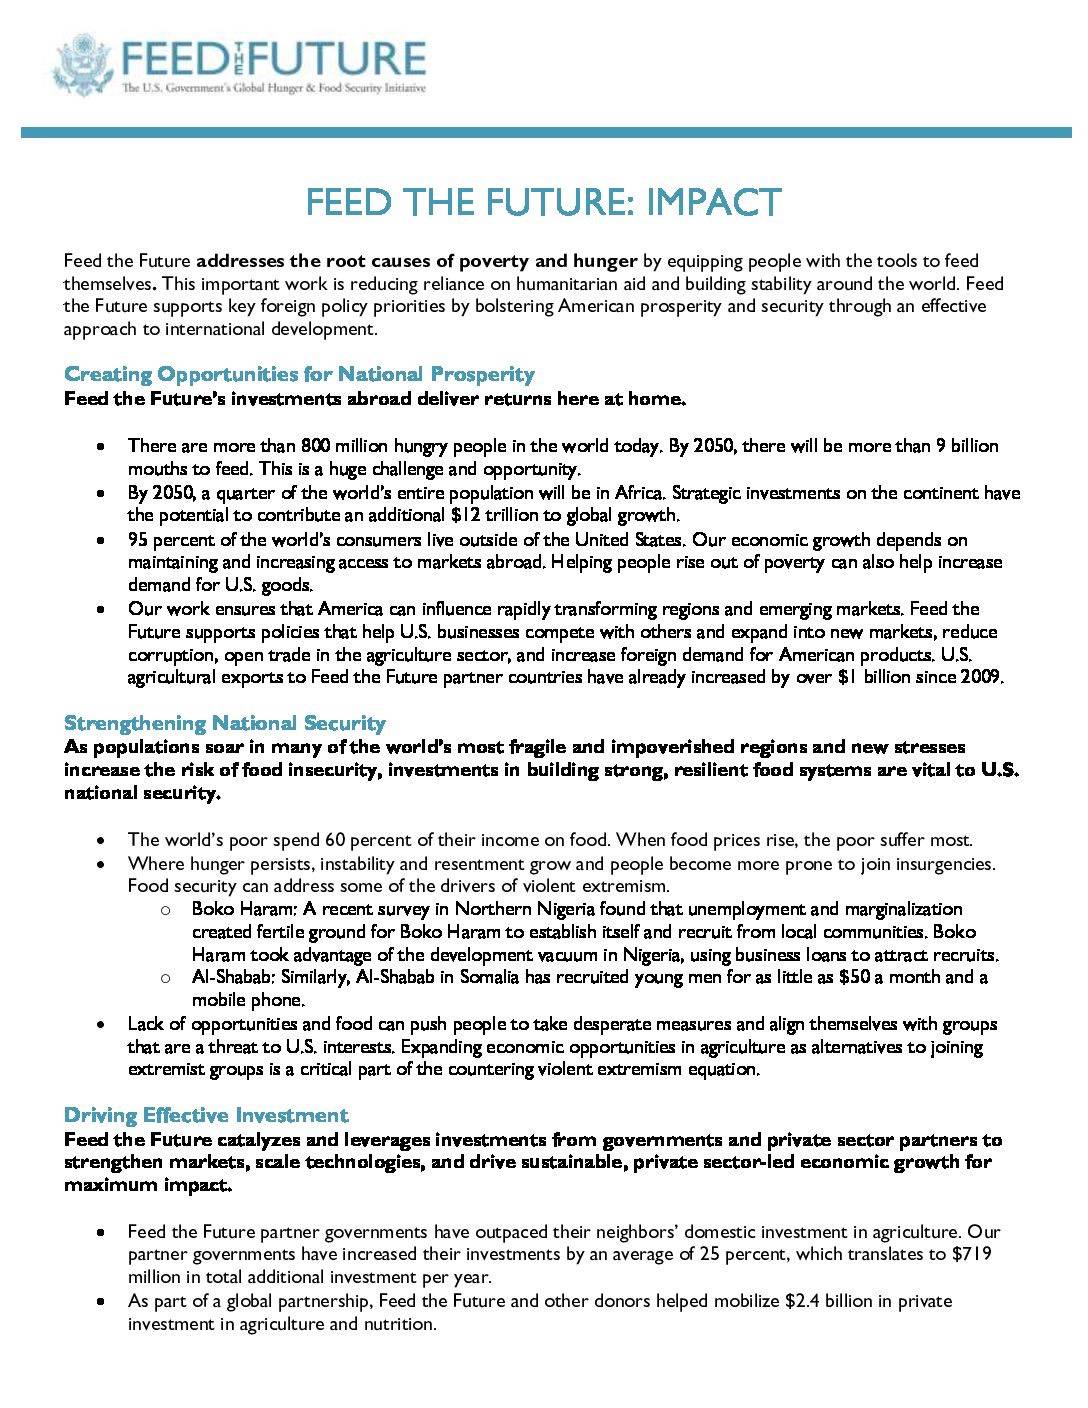 FEED THE FUTURE
The U.S. Government's Global Hunger & Food Security Initiative
FEED THE FUTURE: IMPACT
Feed the Future addresses the root causes of poverty and hunger by equipping people with the tools to feed
themselves. This important work is reducing reliance on humanitarian aid and building stability around the world. Feed
the Future supports key foreign policy priorities by bolstering American prosperity and security through an effective
approach to international development.
Creating Opportunities for National Prosperity
Feed the Future's investments abroad deliver returns here at home.
• There are more than 800 million hungry people in the world today. By 2050, there will be more than 9 billion
mouths to feed. This is a huge challenge and opportunity.
• By 2050, a quarter of the world's entire population will be in Africa. Strategic investments on the continent have
the potential to contribute an additional $12 trillion to global growth.
• 95 percent of the world's consumers live outside of the United States. Our economic growth depends on
maintaining and increasing access to markets abroad. Helping people rise out of poverty can also help increase
demand for U.S. goods.
• Our work ensures that America can influence rapidly transforming regions and emerging markets. Feed the
Future supports policies that help U.S. businesses compete with others and expand into new markets, reduce
corruption, open trade in the agriculture sector, and increase foreign demand for American products. U.S.
agricultural exports to Feed the Future partner countries have already increased by over $1 billion since 2009.
Strengthening National Security
As populations soar in many of the world's most fragile and impoverished regions and new stresses
increase the risk of food insecurity, investments in building strong, resilient food systems are vital to U.S.
national security.
• The world's poor spend 60 percent of their income on food. When food prices rise, the poor suffer most.
• Where hunger persists, instability and resentment grow and people become more prone to join insurgencies.
Food security can address some of the drivers of violent extremism.
o Boko Haram: A recent survey in Northern Nigeria found that unemployment and marginalization
created fertile ground for Boko Haram to establish itself and recruit from local communities. Boko
Haram took advantage of the development vacuum in Nigeria, using business loans to attract recruits.
o Al-Shabab: Similarly, Al-Shabab in Somalia has recruited young men for as little as $50 a month and a
mobile phone.
• Lack of opportunities and food can push people to take desperate measures and align themselves with groups
that are a threat to U.S. interests. Expanding economic opportunities in agriculture as alternatives to joining
extremist groups is a critical part of the countering violent extremism equation.
Driving Effective Investment
Feed the Future catalyzes and leverages investments from governments and private sector partners to
strengthen markets, scale technologies, and drive sustainable, private sector-led economic growth for
maximum impact.
• Feed the Future partner governments have outpaced their neighbors' domestic investment in agriculture. Our
partner governments have increased their investments by an average of 25 percent, which translates to $719
million in total additional investment per year.
• As part of a global partnership, Feed the Future and other donors helped mobilize $2.4 billion in private
investment in agriculture and nutrition.